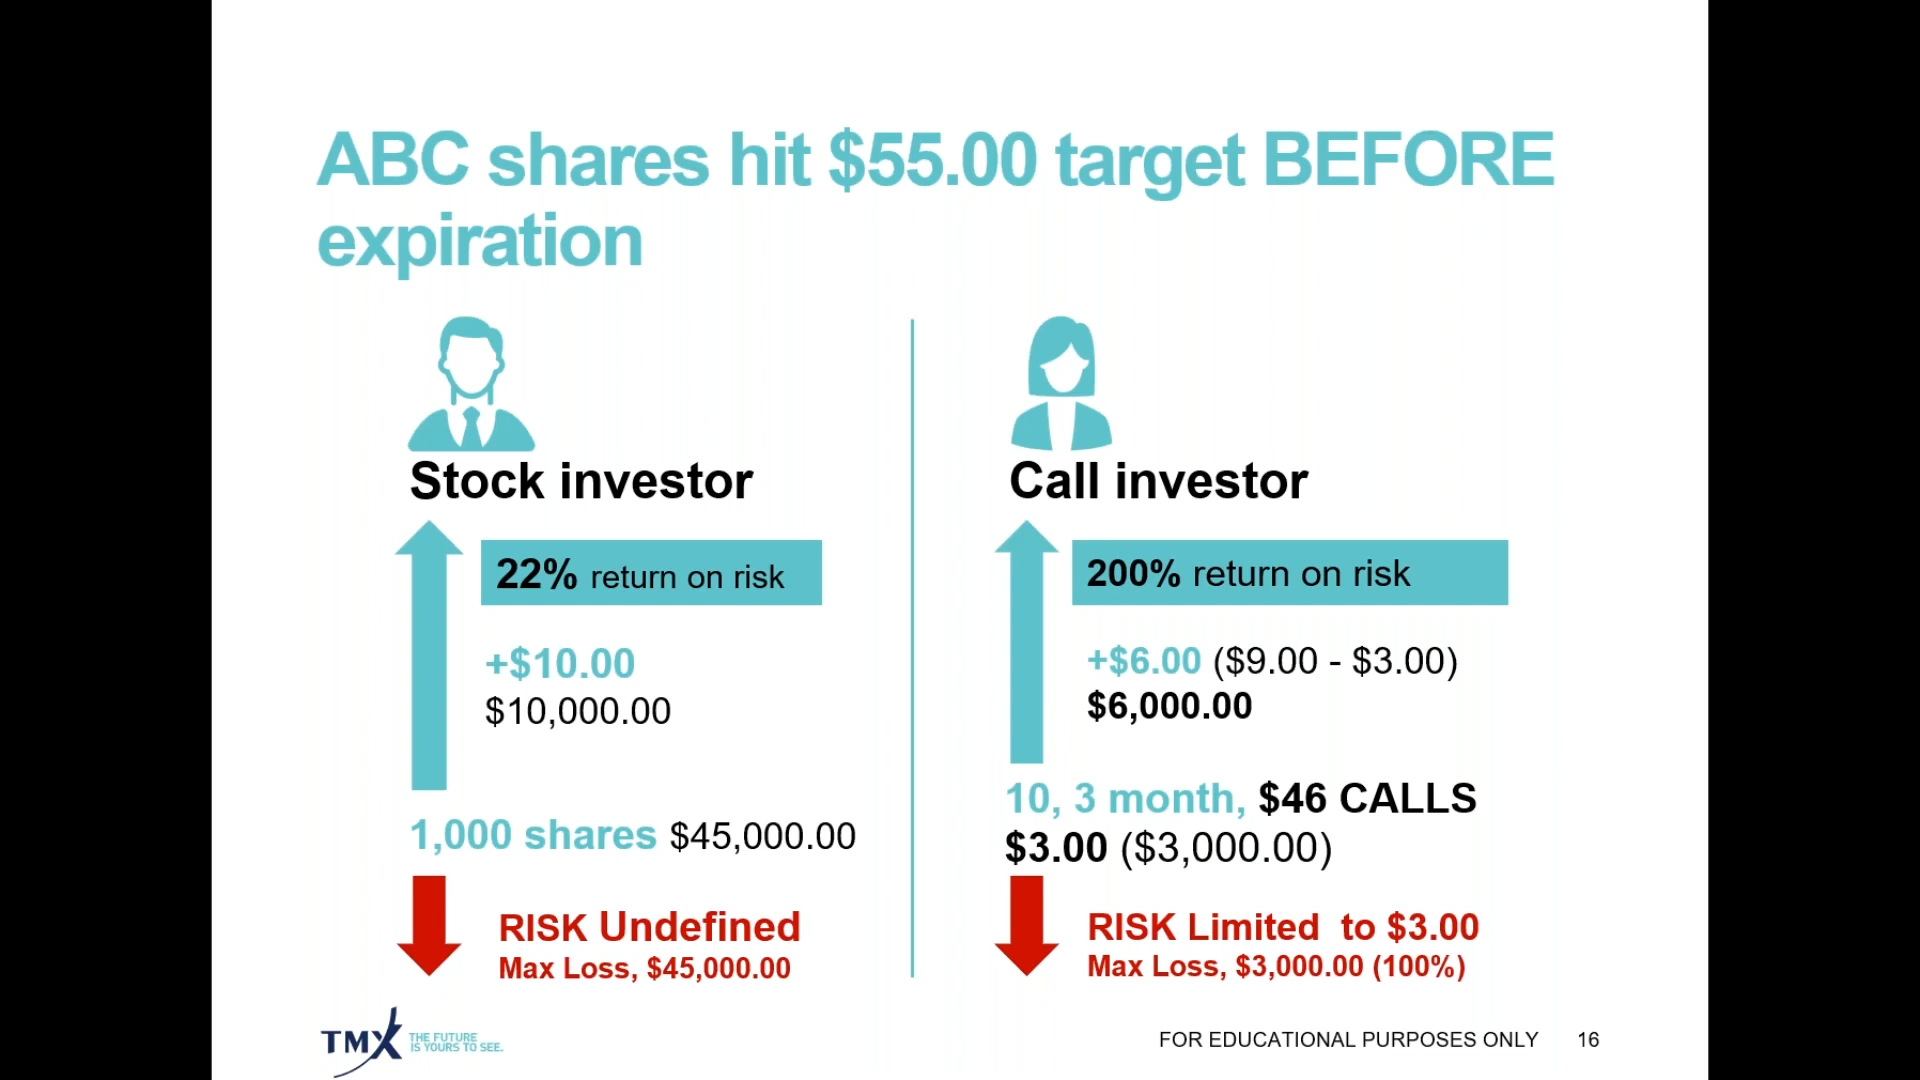 ABC shares hit $55.00 target BEFORE
expiration
Stock investor
22% return on risk
+$10.00
$10,000.00
1,000 shares $45,000.00
RISK Undefined
Max Loss, $45,000.00
Call investor
200% return on risk
+$6.00 ($9.00 - $3.00)
$6,000.00
10, 3 month, $46 CALLS
$3.00 ($3,000.00)
RISK Limited  to $3.00
Max Loss, $3,000.00 (100%)
TMX
THE FUTURE
IS YOURS TO SEE.
FOR EDUCATIONAL PURPOSES ONLY
16